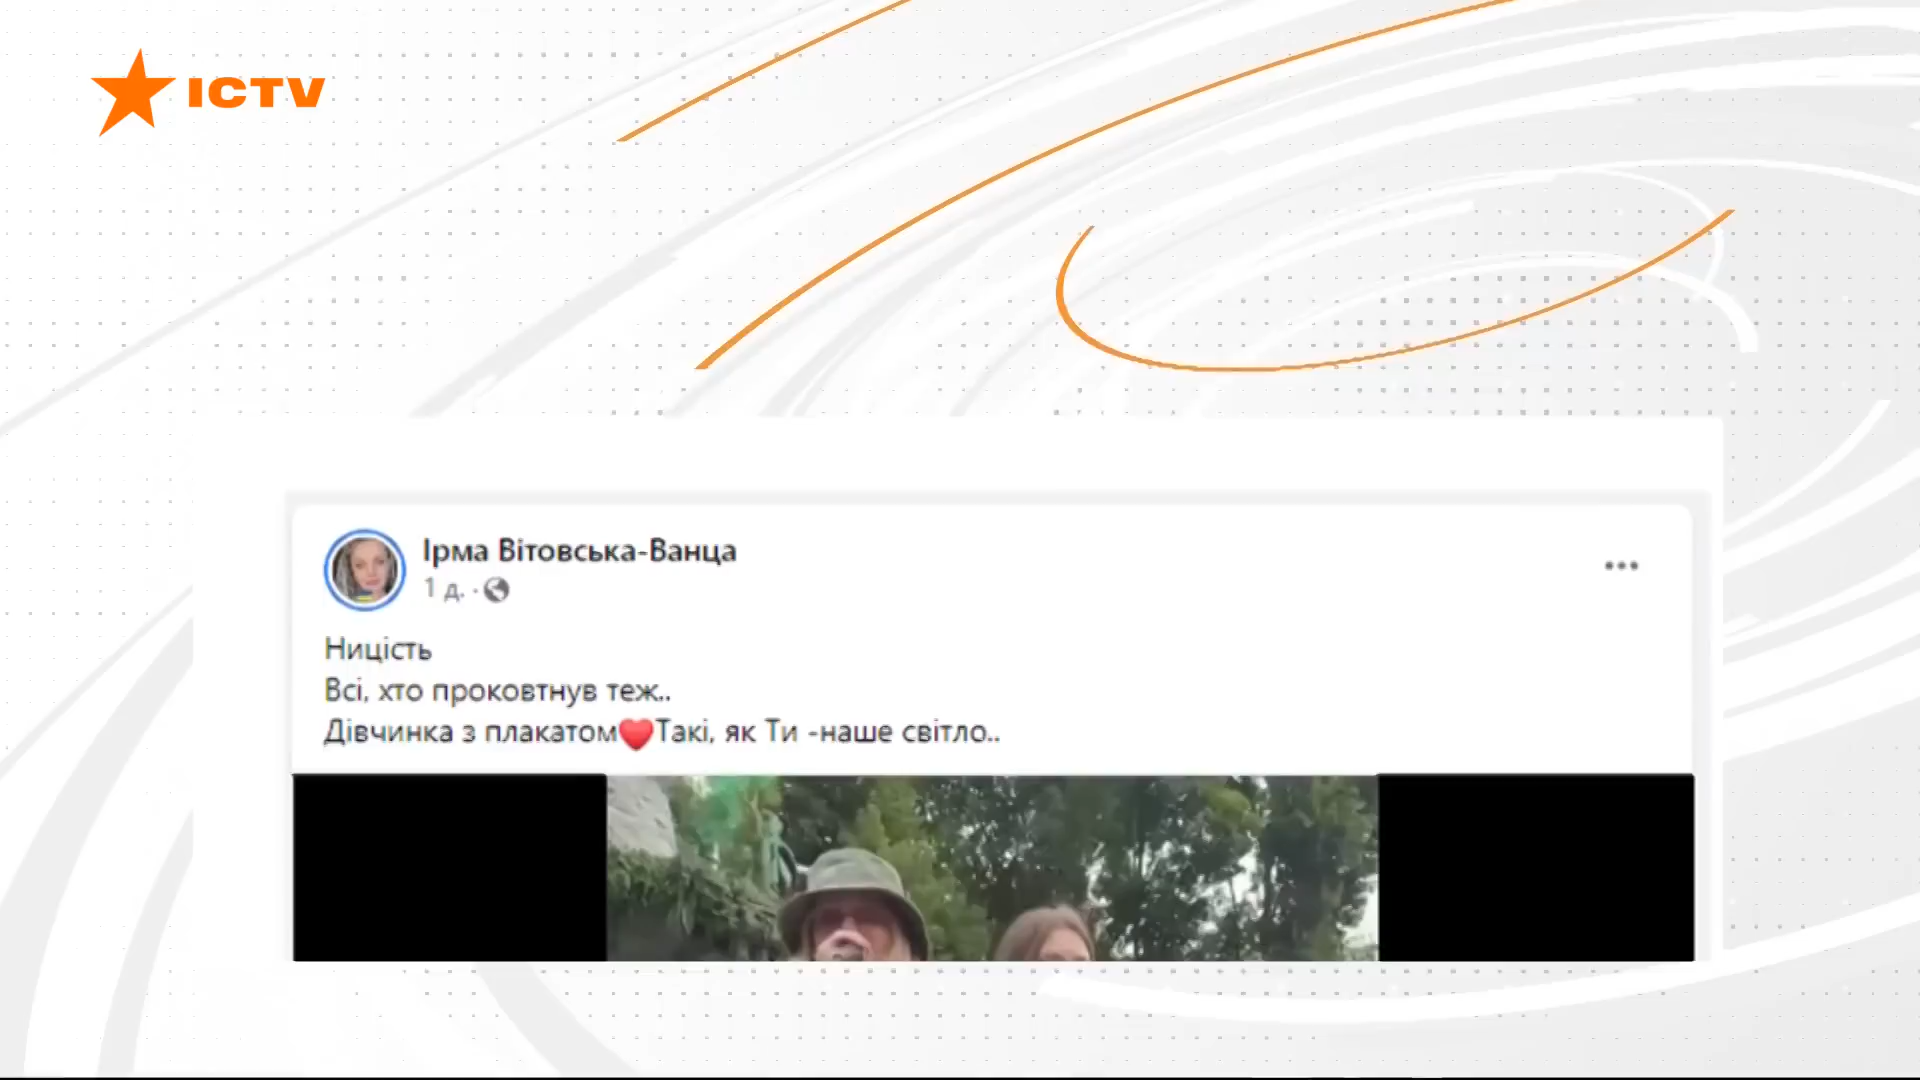 ICTV
Ірма Вітовська-Ванца
1 д. ·
Ницість
Всі, хто проковтнув теж..
Дівчинка з плакатом❤️Такі, як Ти -наше світло..